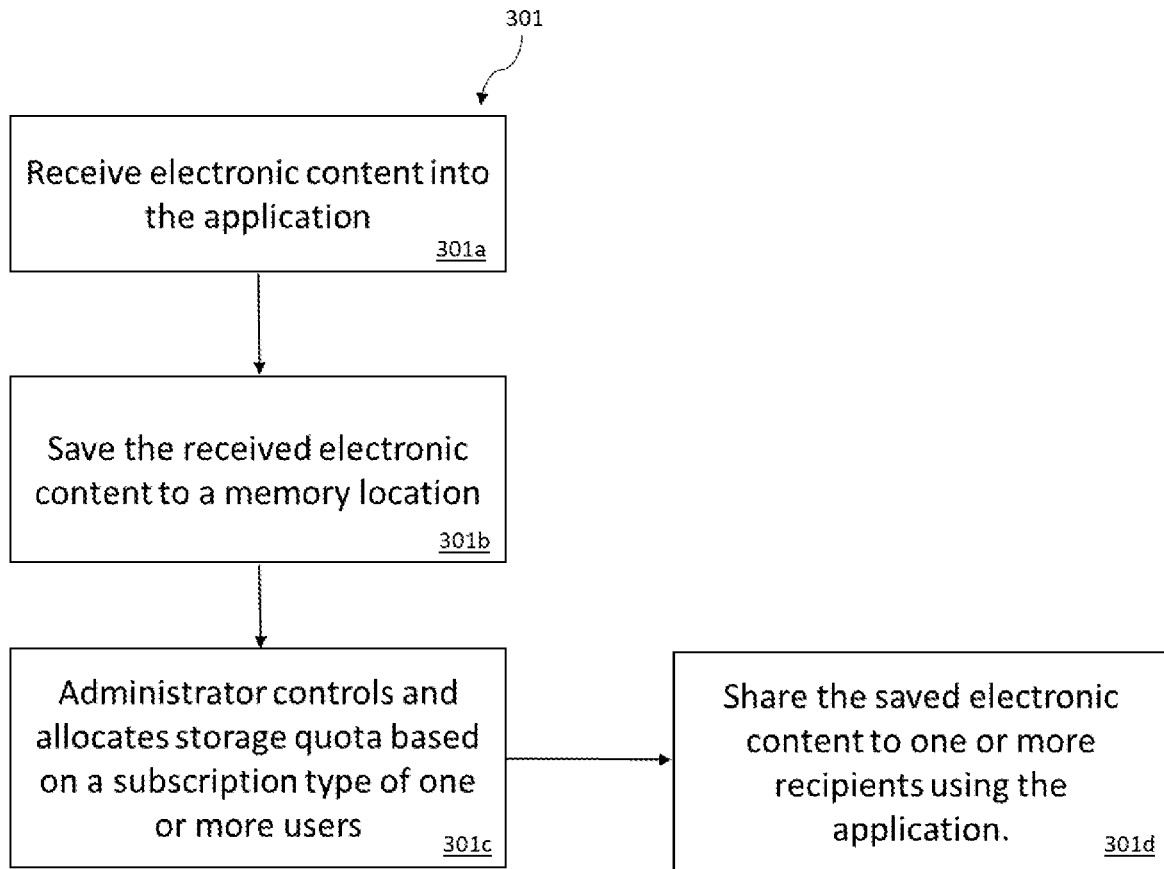 301
Receive electronic content into
the application
301a
Save the received electronic
content to a memory location
301b
Administrator controls and
allocates storage quota based
on a subscription type of one
or more users
301c
Share the saved electronic
content to one or more
recipients using the
application.
301d